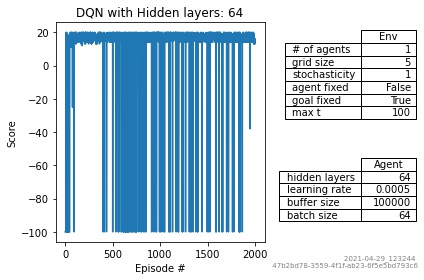 DQN with Hidden layers: 64
20
0
−20
−40
−60
−80
−100
Score
0
500
1000
1500
2000
Episode #
Env
# of agents 1
grid size 5
stochasticity 1
agent fixed False
goal fixed True
max t 100
Agent
hidden layers 64
learning rate 0.0005
buffer size 100000
batch size 64
2021-04-29_123244
47b2bd78-3559-4f1f-ab23-6f5e5bd793c6